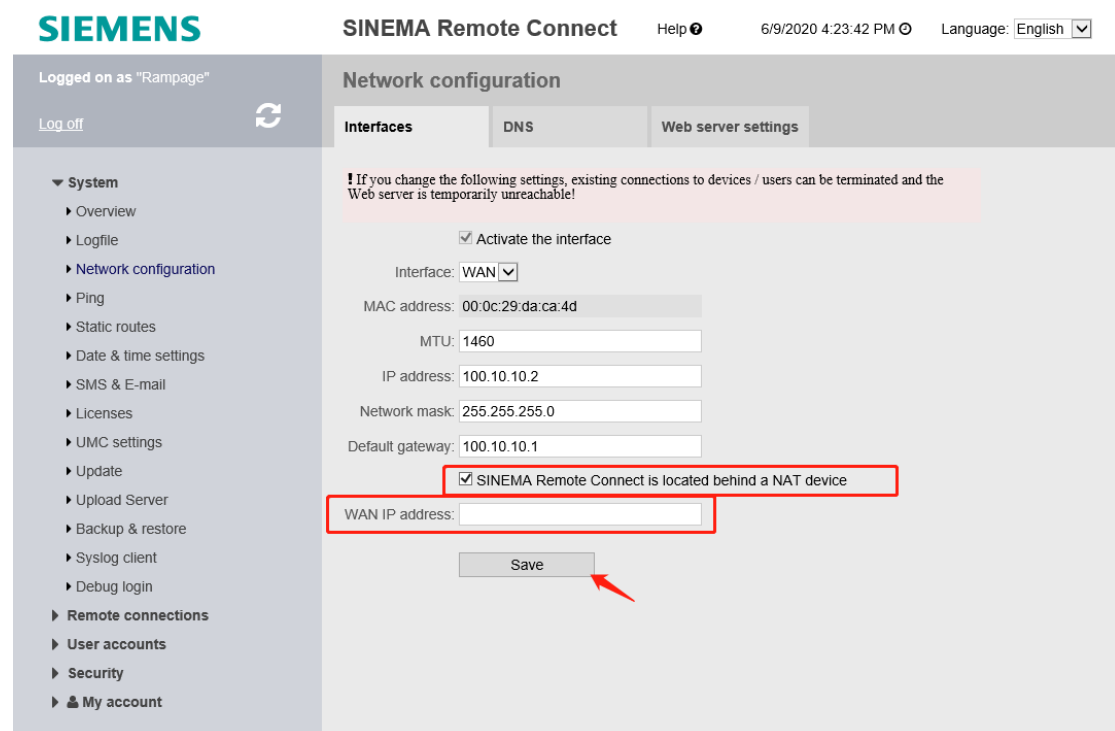 SIEMENS
SINEMA Remote Connect
Help
6/9/2020 4:23:42 PM
Language: English
Logged on as "Rampage"
Log off
Network configuration
Interfaces
DNS
Web server settings
System
Overview
Logfile
Network configuration
Ping
Static routes
Date & time settings
SMS & E-mail
Licenses
UMC settings
Update
Upload Server
Backup & restore
Syslog client
Debug login
Remote connections
User accounts
Security
My account
! If you change the following settings, existing connections to devices / users can be terminated and the
Web server is temporarily unreachable!
Activate the interface
Interface: WAN
MAC address: 00:0c:29:da:ca:4d
MTU: 1460
IP address: 100.10.10.2
Network mask: 255.255.255.0
Default gateway: 100.10.10.1
SINEMA Remote Connect is located behind a NAT device
WAN IP address:
Save